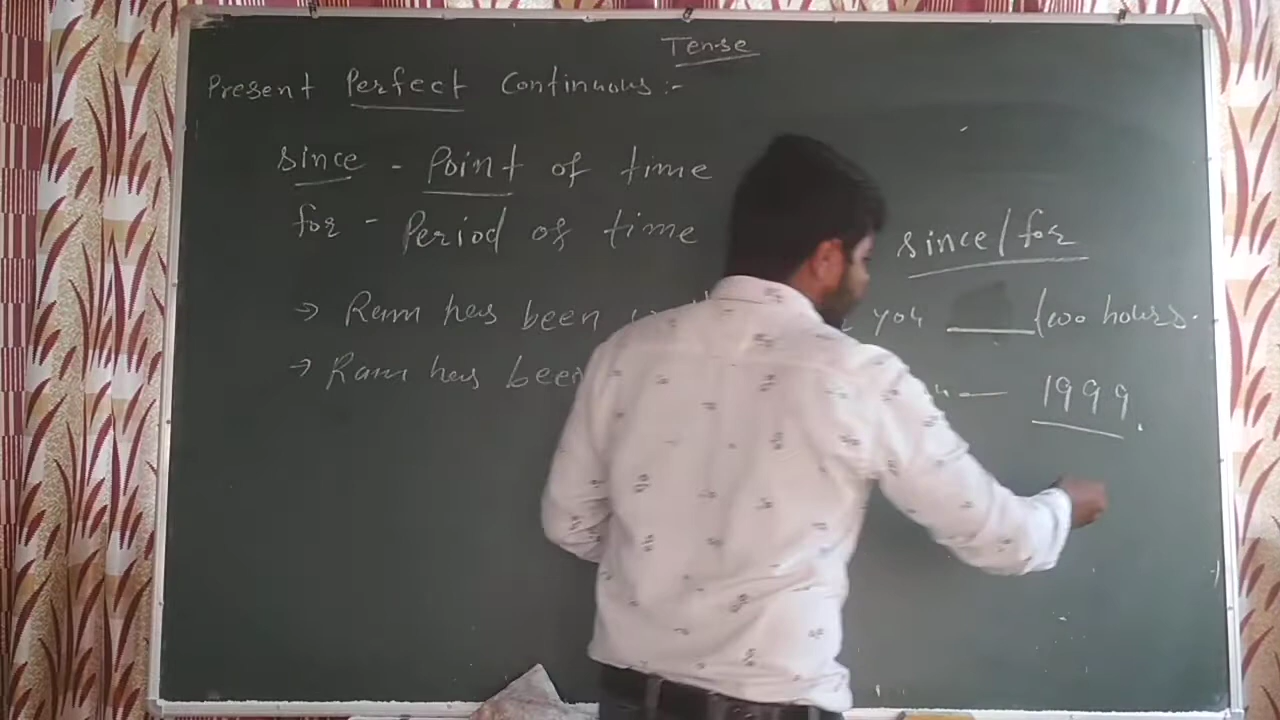 Tense
Present Perfect Continuous:-
since - Point of time
for - Period of time
since/for
→ Ram has been you ____ two hours.
→ Ram has been — 1999.